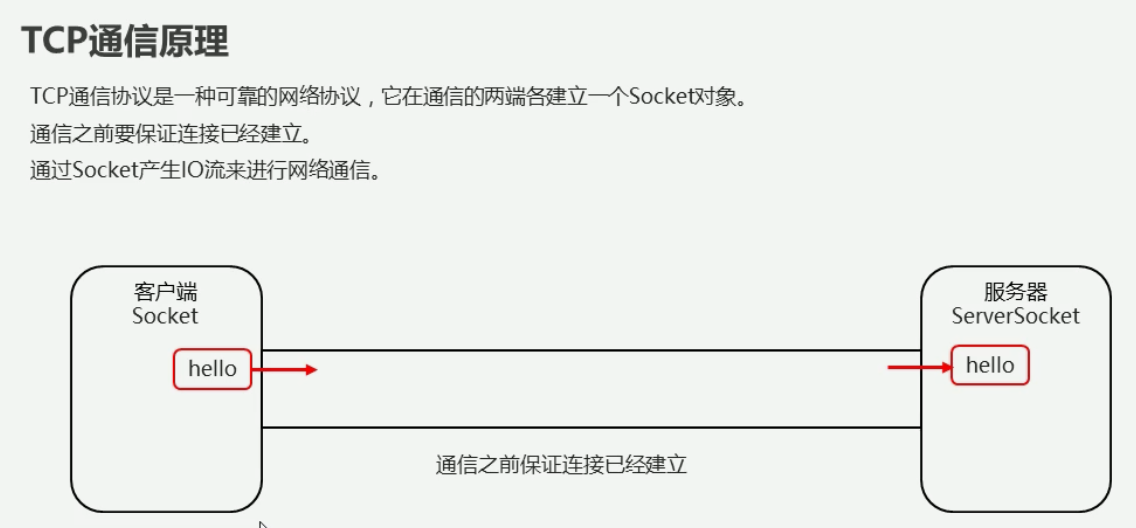 TCP通信原理
TCP通信协议是一种可靠的网络协议，它在通信的两端各建立一个Socket对象。
通信之前要保证连接已经建立。
通过Socket产生IO流来进行网络通信。
客户端
Socket
hello
服务器
ServerSocket
hello
通信之前保证连接已经建立